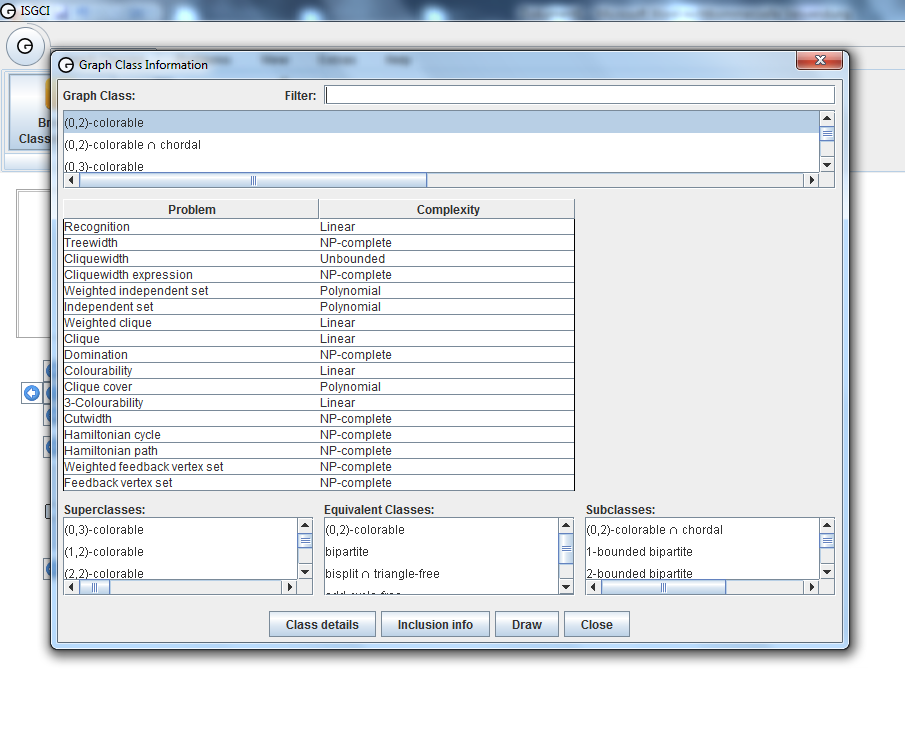 ISGCI
Graph Class Information
Br
Class
Graph Class:
Filter:
(0,2)-colorable
(0,2)-colorable ∩ chordal
(0,3)-colorable
Problem Complexity
Recognition Linear
Treewidth NP-complete
Cliquewidth Unbounded
Cliquewidth expression NP-complete
Weighted independent set Polynomial
Independent set Polynomial
Weighted clique Linear
Clique Linear
Domination NP-complete
Colourability Linear
Clique cover Polynomial
3-Colourability Linear
Cutwidth NP-complete
Hamiltonian cycle NP-complete
Hamiltonian path NP-complete
Weighted feedback vertex set NP-complete
Feedback vertex set NP-complete
Superclasses:
(0,3)-colorable
(1,2)-colorable
(2,2)-colorable
Equivalent Classes:
(0,2)-colorable
bipartite
bisplit ∩ triangle-free
Subclasses:
(0,2)-colorable ∩ chordal
1-bounded bipartite
2-bounded bipartite
Class details Inclusion info Draw Close